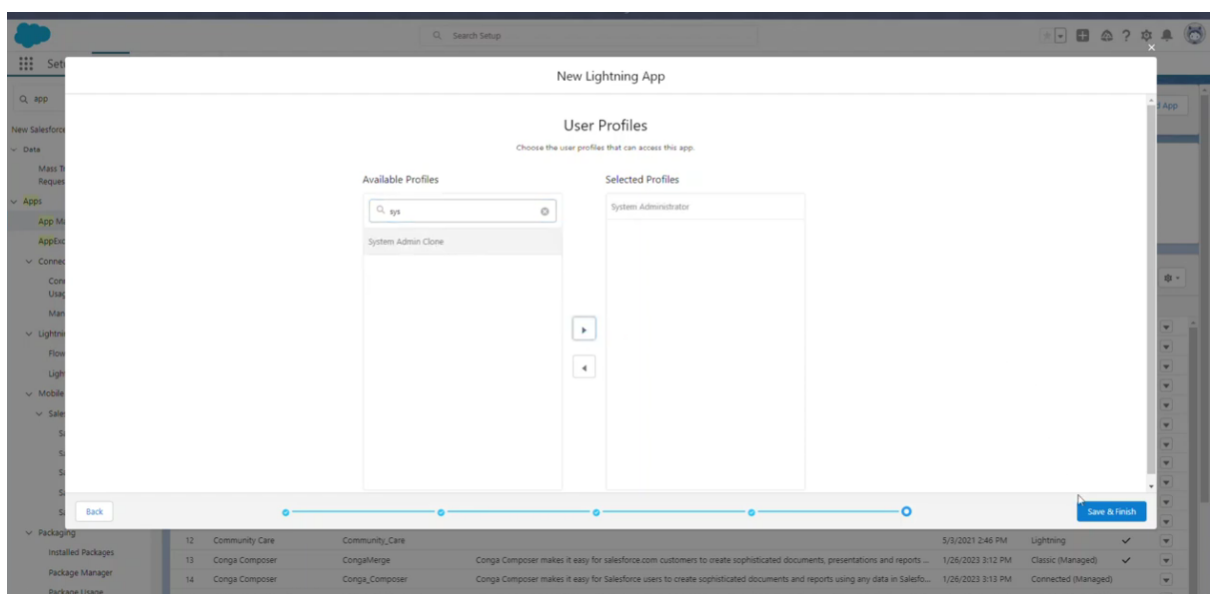 Search Setup
app
New Lightning App
User Profiles
Choose the user profiles that can access this app.
Available Profiles
Selected Profiles
sys
System Admin Clone
System Administrator
Back
Save & Finish
Data
Apps
Packaging
Installed Packages
Package Manager
Package Usage
12 Community Care Community_Care 5/3/2021 2:46 PM Lightning
13 Conga Composer CongaMerge Conga Composer makes it easy for salesforce.com customers to create sophisticated documents, presentations and reports ... 1/26/2023 3:12 PM Classic (Managed)
14 Conga Composer Conga_Composer Conga Composer makes it easy for Salesforce users to create sophisticated documents and reports using any data in Salesfo... 1/26/2023 3:13 PM Connected (Managed)